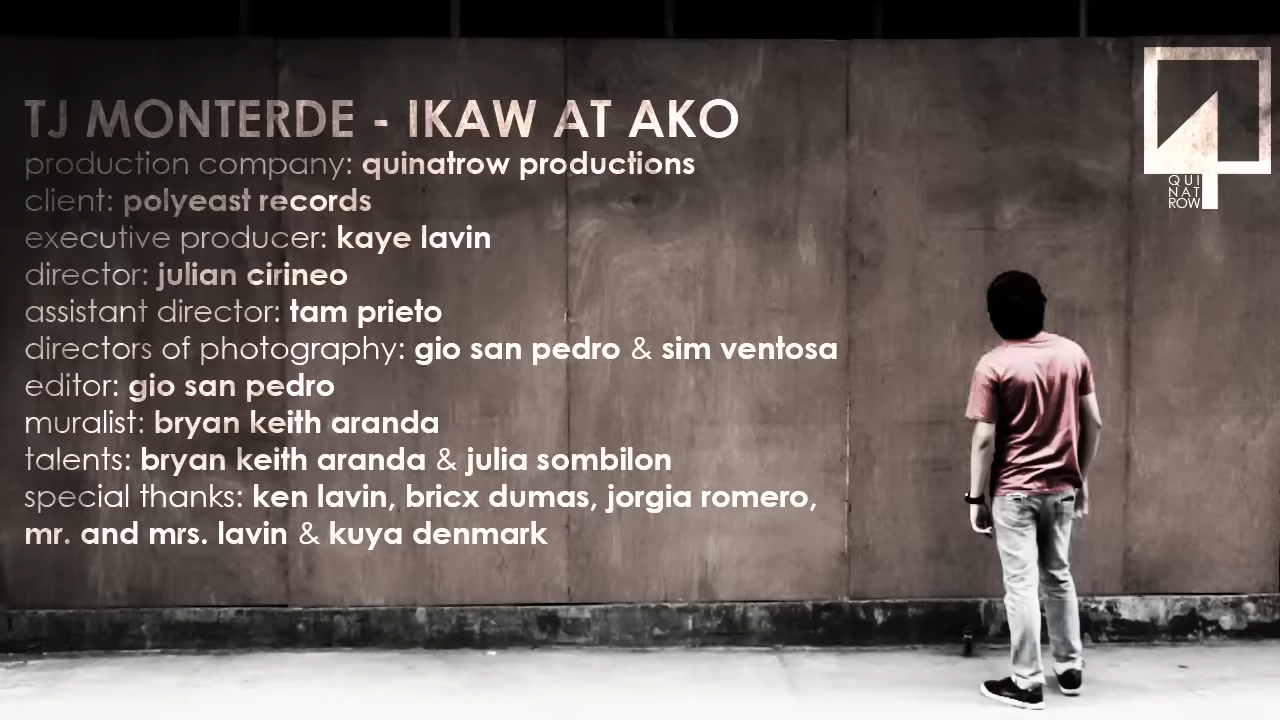 TJ MONTERDE - IKAW AT AKO
production company: quinatrow productions
client: polyeast records
executive producer: kaye lavin
director: julian cirineo
assistant director: tam prieto
directors of photography: gio san pedro & sim ventosa
editor: gio san pedro
muralist: bryan keith aranda
talents: bryan keith aranda & julia sombilon
special thanks: ken lavin, bricx dumas, jorgia romero,
mr. and mrs. lavin & kuya denmark
QUI
NAT
ROW